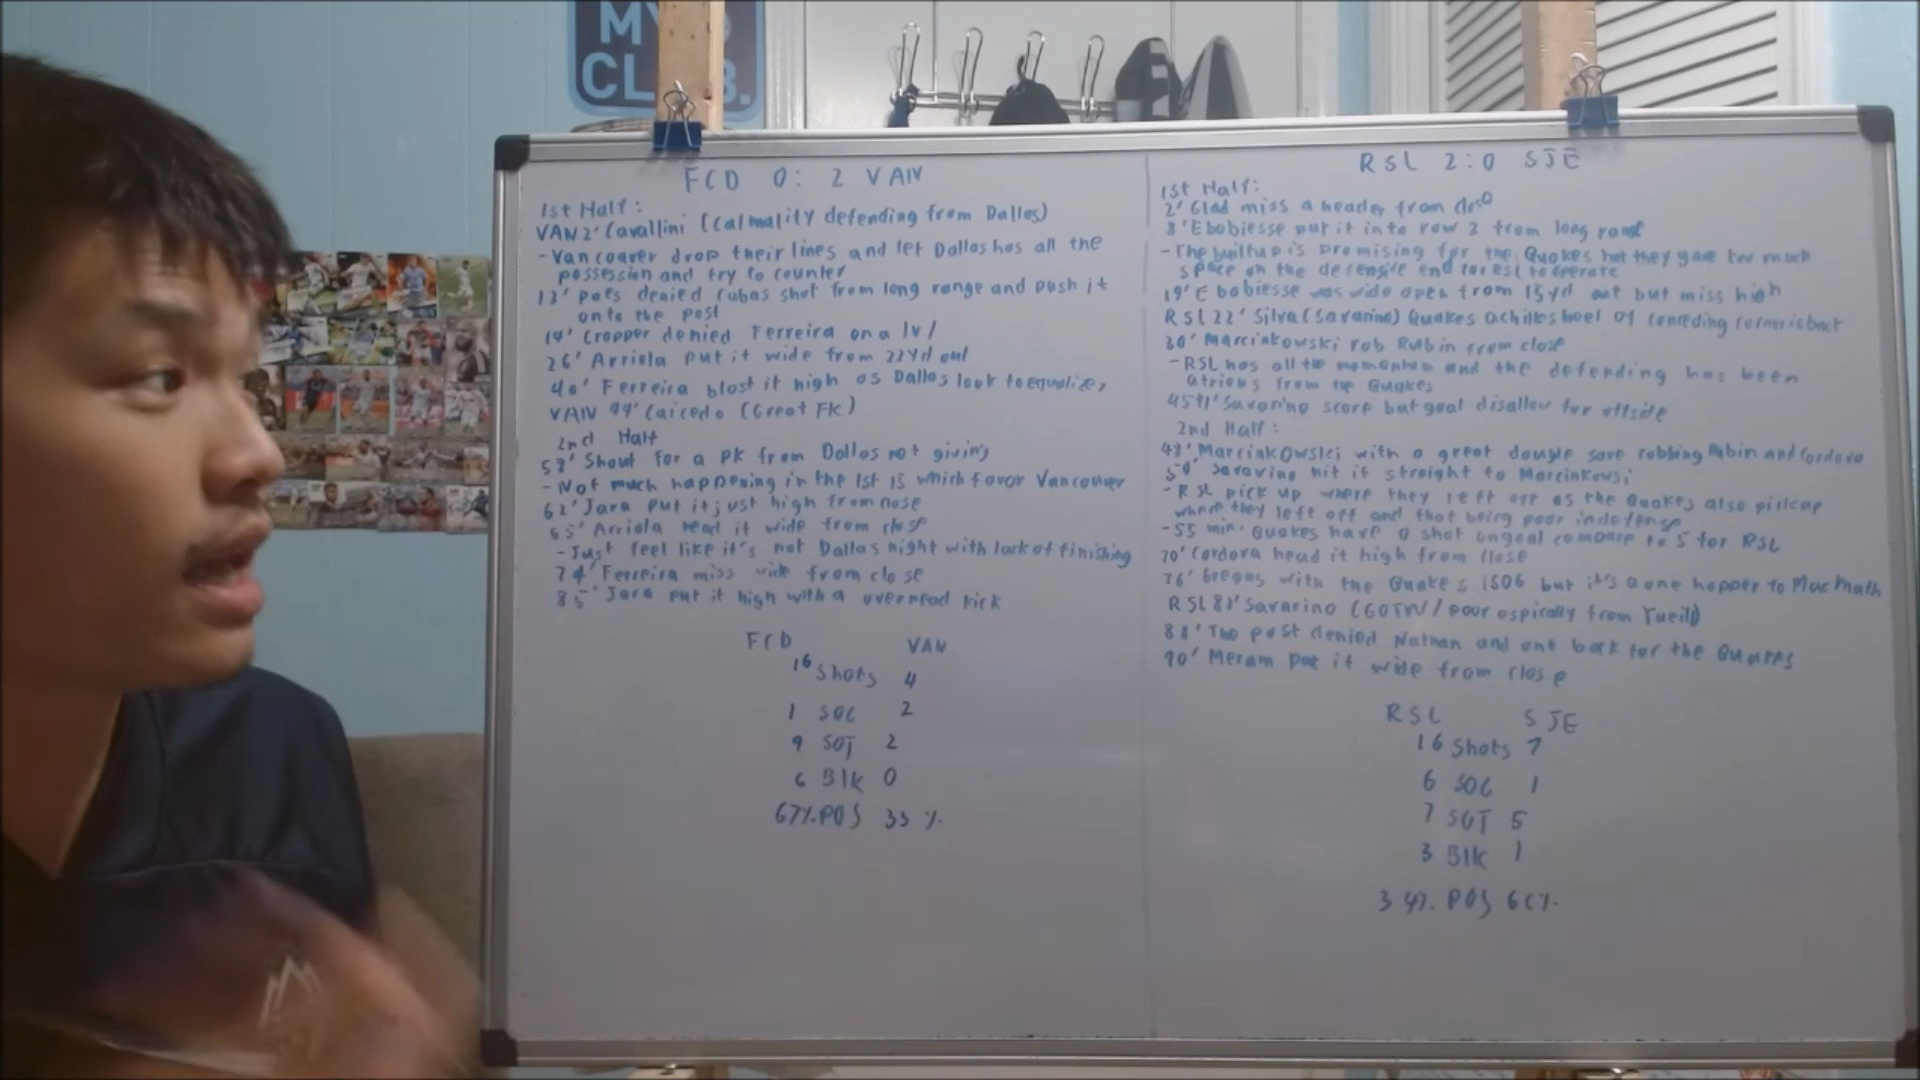 MY
CLUB.
FCD 0:2 VAN
1st Half:
VAN 2' Cavallini (Calmality defending from Dallas)
- Vancouver drop their lines and let Dallas has all the
possession and try to counter
13' Paes denied Cubas shot from long range and push it
onto the post
14' Cropper denied Ferreira on a 1v1
26' Arriola put it wide from 22yd out
40' Ferreira blast it high as Dallas look to equalize,
VAN 44' Caicedo (Great FK)
2nd Half
58' Shout for a PK from Dallas not givin's
- Not much happening in the 1st 15 which favor Vancouver
62' Jara put it just high from close
65' Arriola head it wide from close
- Just feel like it's not Dallas night with lack of finishing
74' Ferreira miss wide from close
85' Jara put it high with a overhead kick
FCD VAN
16 Shots 4
1 SOG 2
9 SOT 2
6 Blk 0
67% POS 33%
RSL 2:0 SJE
1st Half:
2' Glad miss a header from close
8' Ebobiesse put it into row Z from long range
- The builtup is promising for the Quakes but they gave too much
space on the defensive end for RSL to operate
19' Ebobiesse was wide open from 15yd out but miss high
RSL 22' Silva (Savarino) Quakes achilles heel of conceding corner is back
30' Marcinkowski rob Rubin from close
- RSL has all the momentum and the defending has been
atrious from the Quakes
45+1' Savarino score but goal disallow for offside
2nd Half:
48' Marcinkowski with a great double save robbing Rubin and Cordova
50' Savarino hit it straight to Marcinkowsi
- RSL pick up where they left off as the Quakes also pickup
where they left off and that being poor in defense
- 55 min. Quakes have 0 shot on goal compare to 5 for RSL
70' Cordova head it high from close
76' Gregus with the Quakes 1SOG but it's a one hopper to MacMath
RSL 83' Savarino (GOTW/poor espically from Tueill)
88' The post denied Nathan and one back for the Quakes
90' Meram put it wide from close
RSL SJE
16 Shots 7
6 SOG 1
7 SOT 5
3 Blk 1
34% POS 66%